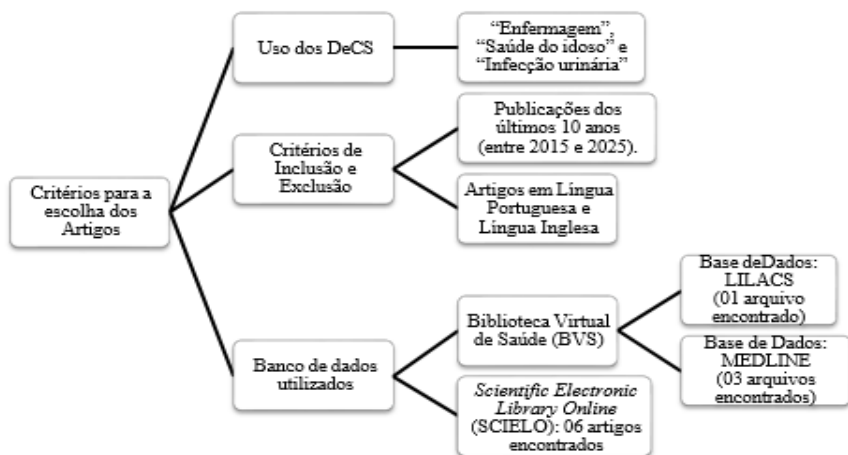 Critérios para a
escolha dos
Artigos
Uso dos DeCS
“Enfermagem”,
“Saúde do idoso” e
“Infecção urinária”
Critérios de
Inclusão e
Exclusão
Publicações dos
últimos 10 anos
(entre 2015 e 2025).
Artigos em Língua
Portuguesa e
Língua Inglesa
Banco de dados
utilizados
Biblioteca Virtual
de Saúde (BVS)
Base deDados:
LILACS
(01 arquivo
encontrado)
Base de Dados:
MEDLINE
(03 arquivos
encontrados)
Scientific Electronic
Library Online
(SCIELO): 06 artigos
encontrados